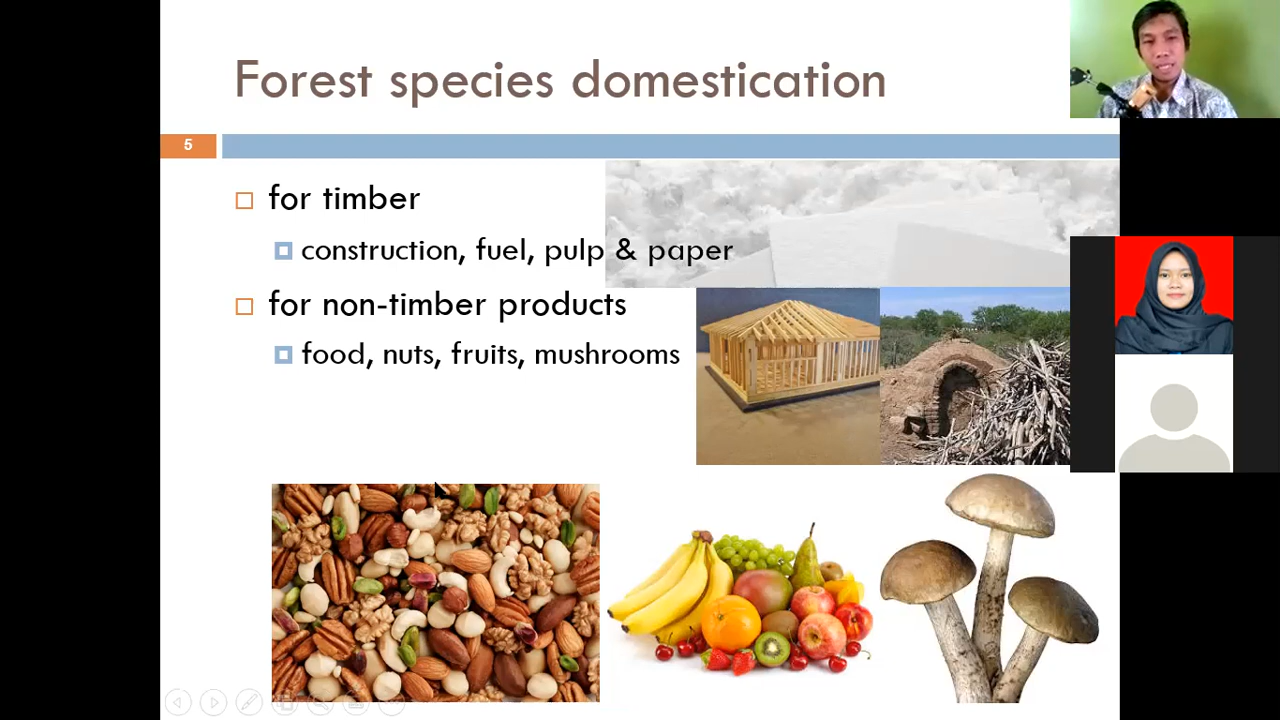 Forest species domestication
5
for timber
construction, fuel, pulp & paper
for non-timber products
food, nuts, fruits, mushrooms